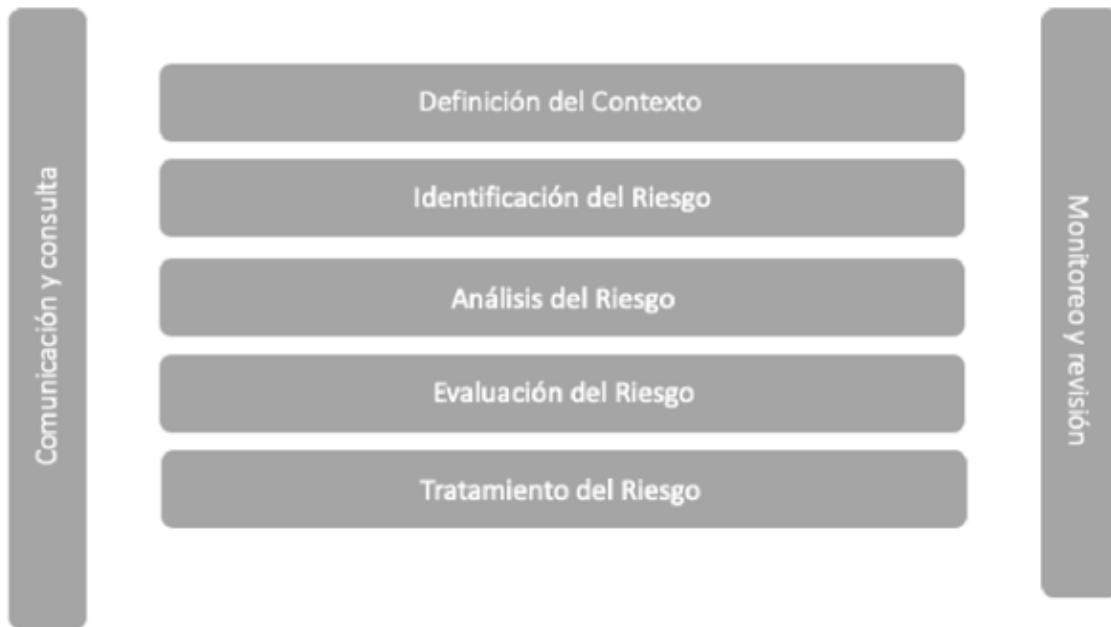 Comunicación y consulta
Definición del Contexto
Identificación del Riesgo
Análisis del Riesgo
Evaluación del Riesgo
Tratamiento del Riesgo
Monitoreo y revisión